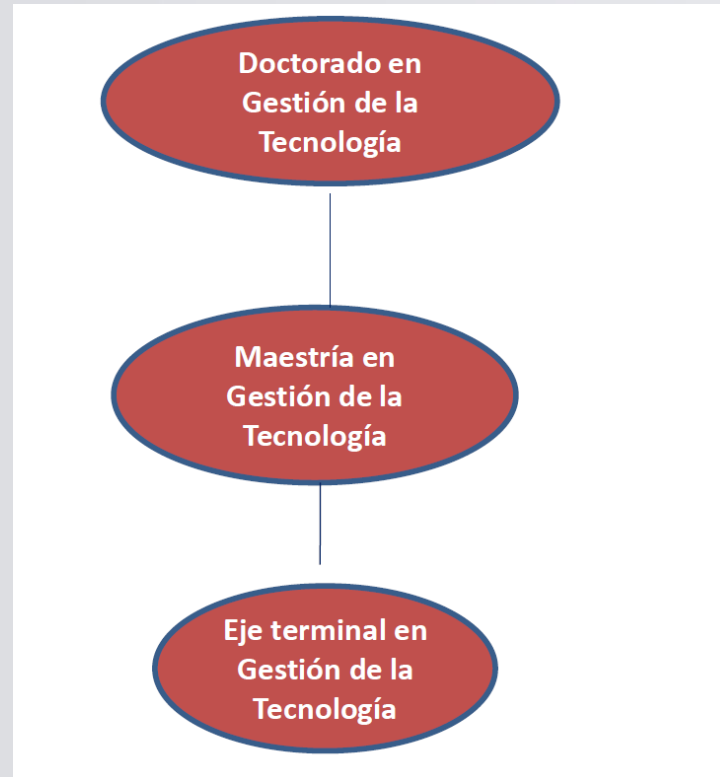 Doctorado en
Gestión de la
Tecnología
Maestría en
Gestión de la
Tecnología
Eje terminal en
Gestión de la
Tecnología